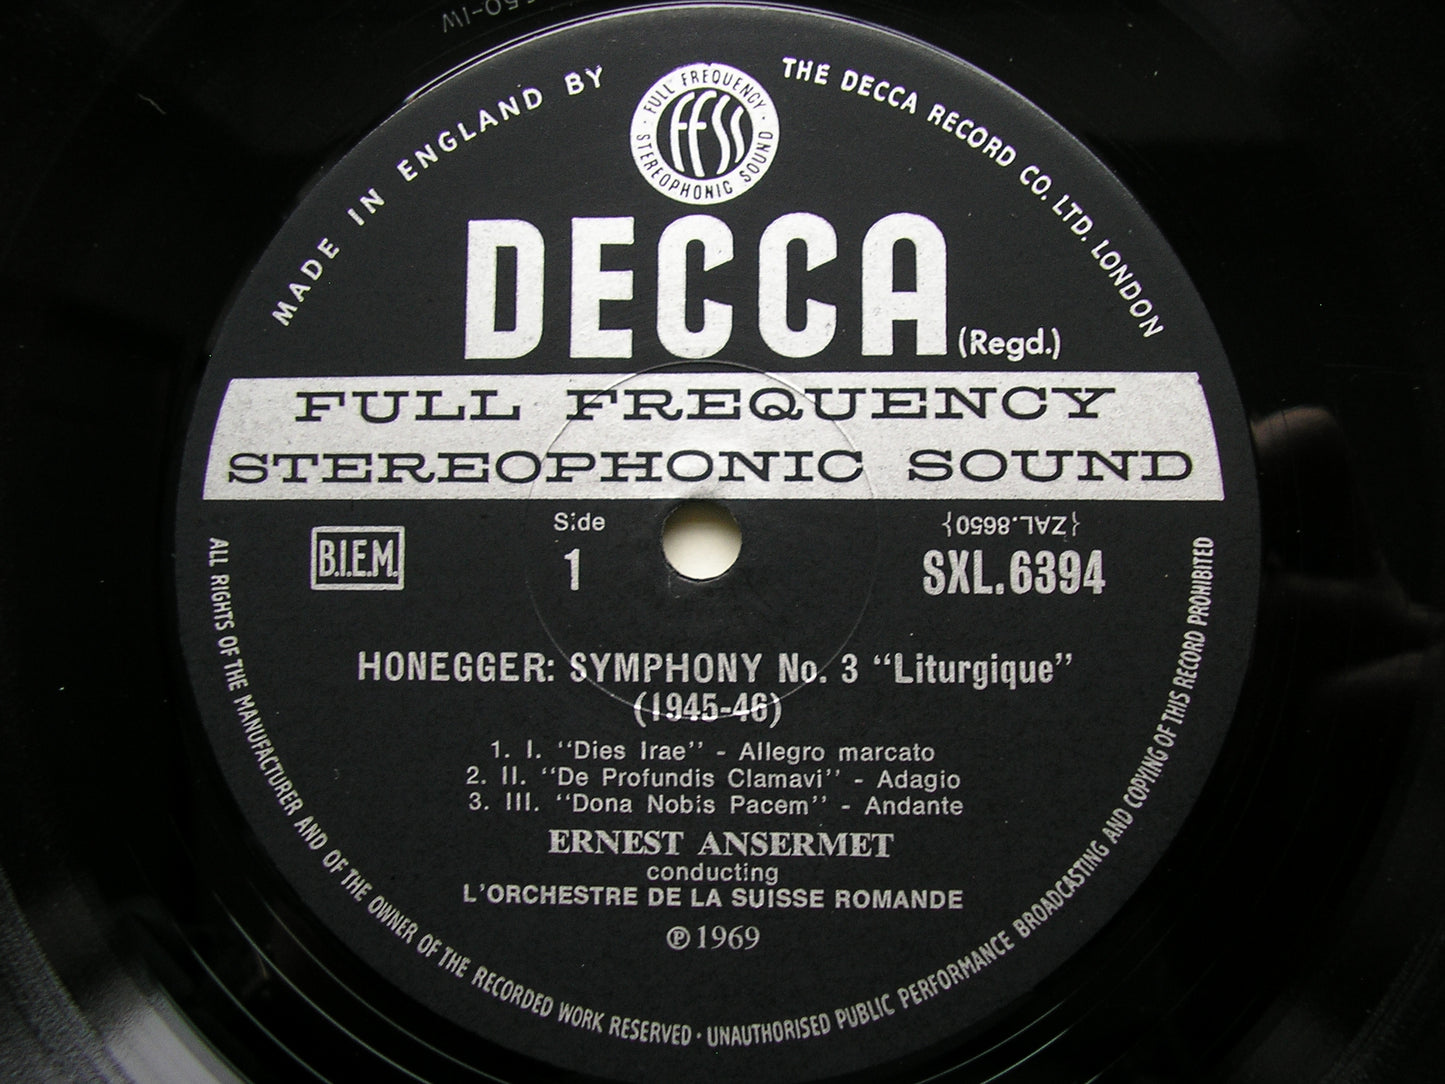 50-1W
MADE IN ENGLAND BY
THE DECCA RECORD CO. LTD. LONDON
FULL FREQUENCY
FFSS
STEREOPHONIC SOUND
DECCA (Regd.)
FULL FREQUENCY
STEREOPHONIC SOUND
B.I.E.M.
Side
1
{ZAL.8650}
SXL.6394
HONEGGER: SYMPHONY No. 3 “Liturgique”
(1945-46)
1. I. “Dies Irae” - Allegro marcato
2. II. “De Profundis Clamavi” - Adagio
3. III. “Dona Nobis Pacem” - Andante
ERNEST ANSERMET
conducting
L’ORCHESTRE DE LA SUISSE ROMANDE
℗ 1969
ALL RIGHTS OF THE MANUFACTURER AND OF THE OWNER OF THE RECORDED WORK RESERVED · UNAUTHORISED PUBLIC PERFORMANCE BROADCASTING AND COPYING OF THIS RECORD PROHIBITED